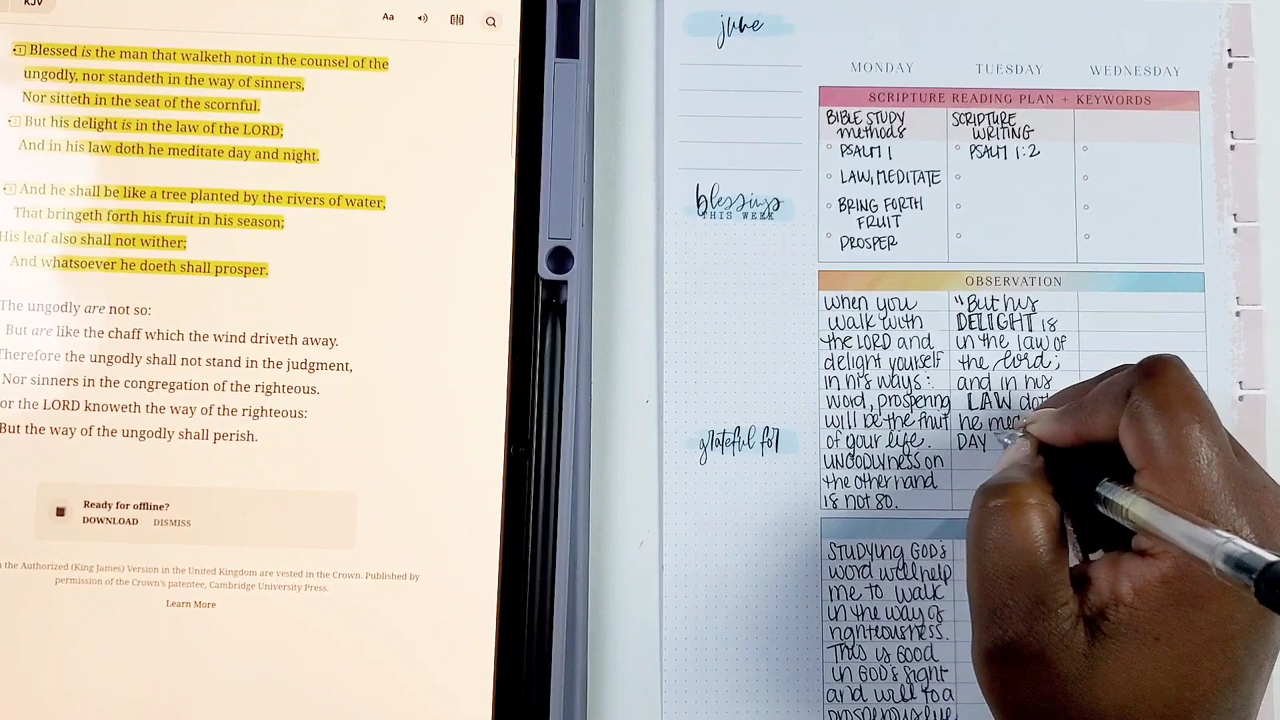 KJV
Aa
1 Blessed is the man that walketh not in the counsel of the
ungodly, nor standeth in the way of sinners,
Nor sitteth in the seat of the scornful.
2 But his delight is in the law of the LORD;
And in his law doth he meditate day and night.
3 And he shall be like a tree planted by the rivers of water,
That bringeth forth his fruit in his season;
His leaf also shall not wither;
And whatsoever he doeth shall prosper.
The ungodly are not so:
But are like the chaff which the wind driveth away.
Therefore the ungodly shall not stand in the judgment,
Nor sinners in the congregation of the righteous.
or the LORD knoweth the way of the righteous:
But the way of the ungodly shall perish.
Ready for offline?
DOWNLOAD DISMISS
n the Authorized (King James) Version in the United Kingdom are vested in the Crown. Published by
permission of the Crown's patentee, Cambridge University Press.
Learn More
june
blessings
THIS WEEK
grateful for
MONDAY TUESDAY WEDNESDAY
SCRIPTURE READING PLAN + KEYWORDS
BIBLE STUDY
methods
PSALM 1
LAW, MEDITATE
BRING FORTH
FRUIT
PROSPER
SCRIPTURE
WRITING
PSALM 1:2
OBSERVATION
when you
walk with
the LORD and
delight yourself
in his ways:
word, prospering
will be the fruit
of your life.
UNGODLYNESS on
the other hand
is not so.
"But his
DELIGHT is
in the law of
the Lord;
and in his
LAW dot
he me
DAY
STUDYING GOD's
word will help
me to walk
in the way of
righteousness.
This is GOOD
in GOD's sight
and will to a
prosperous live